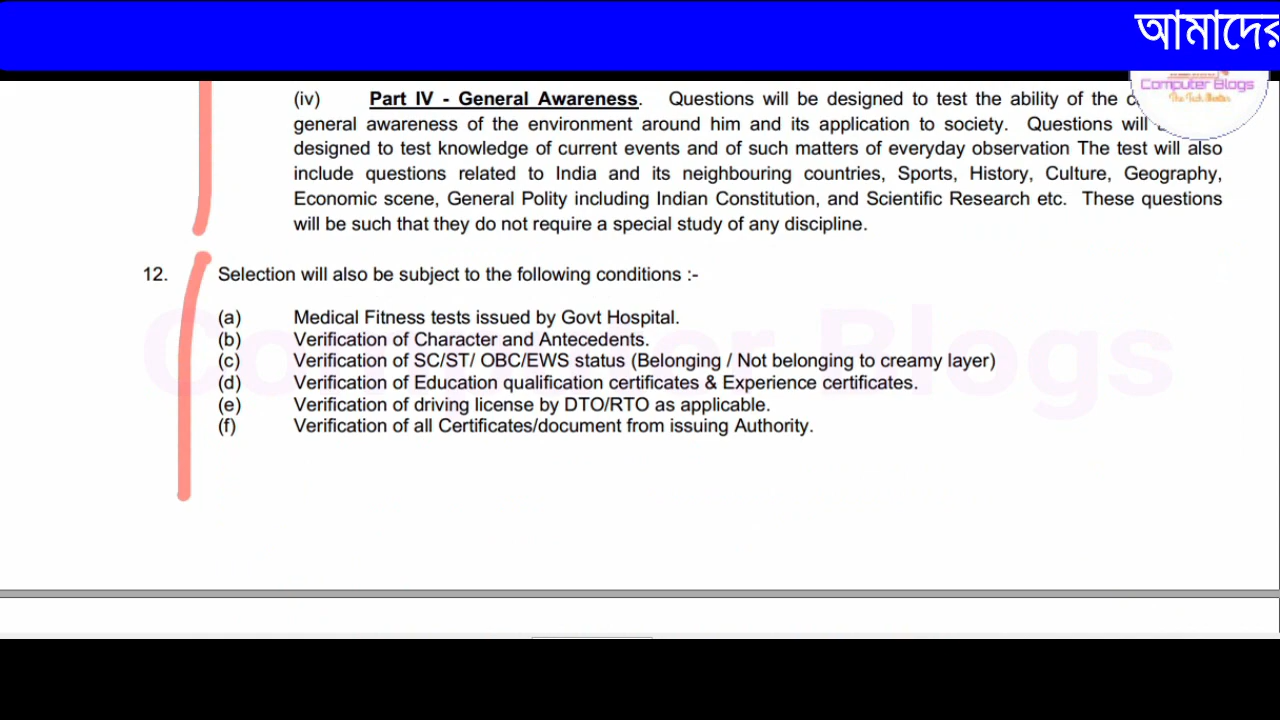 আমাদের
Computer Blogs
The Tech Mentor
(iv) Part IV - General Awareness. Questions will be designed to test the ability of the
general awareness of the environment around him and its application to society. Questions will
designed to test knowledge of current events and of such matters of everyday observation The test will also
include questions related to India and its neighbouring countries, Sports, History, Culture, Geography,
Economic scene, General Polity including Indian Constitution, and Scientific Research etc. These questions
will be such that they do not require a special study of any discipline.
12. Selection will also be subject to the following conditions :-
(a) Medical Fitness tests issued by Govt Hospital.
(b) Verification of Character and Antecedents.
(c) Verification of SC/ST/ OBC/EWS status (Belonging / Not belonging to creamy layer)
(d) Verification of Education qualification certificates & Experience certificates.
(e) Verification of driving license by DTO/RTO as applicable.
(f) Verification of all Certificates/document from issuing Authority.
Computer Blogs